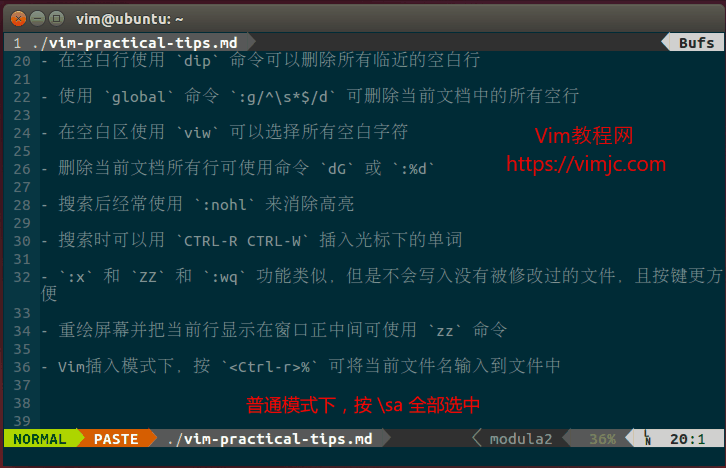 vim@ubuntu: ~
1 ./vim-practical-tips.md
Bufs
20 - 在空白行使用 `dip` 命令可以删除所有临近的空白行
21
22 - 使用 `global` 命令 `:g/^\s*$/d` 可删除当前文档中的所有空行
23
24 - 在空白区使用 `viw` 可以选择所有空白字符
Vim教程网
25
26 - 删除当前文档所有行可使用命令 `dG` 或 `:%d`
https://vimjc.com
27
28 - 搜索后经常使用 `:nohl` 来消除高亮
29
30 - 搜索时可以用 `CTRL-R CTRL-W` 插入光标下的单词
31
32 - `:x` 和 `ZZ` 和 `:wq` 功能类似，但是不会写入没有被修改过的文件，且按键更方
便
33
34 - 重绘屏幕并把当前行显示在窗口正中间可使用 `zz` 命令
35
36 - Vim插入模式下，按 `<Ctrl-r>%` 可将当前文件名输入到文件中
37
38
普通模式下，按 \sa 全部选中
39
NORMAL PASTE ./vim-practical-tips.md modula2 36% LN 20:1